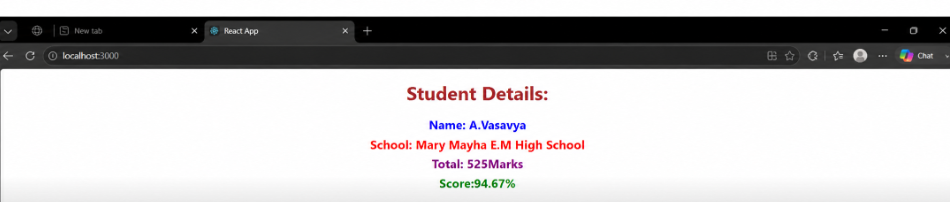 New tab
React App
localhost:3000
Chat
Student Details:
Name: A.Vasavya
School: Mary Mayha E.M High School
Total: 525Marks
Score:94.67%